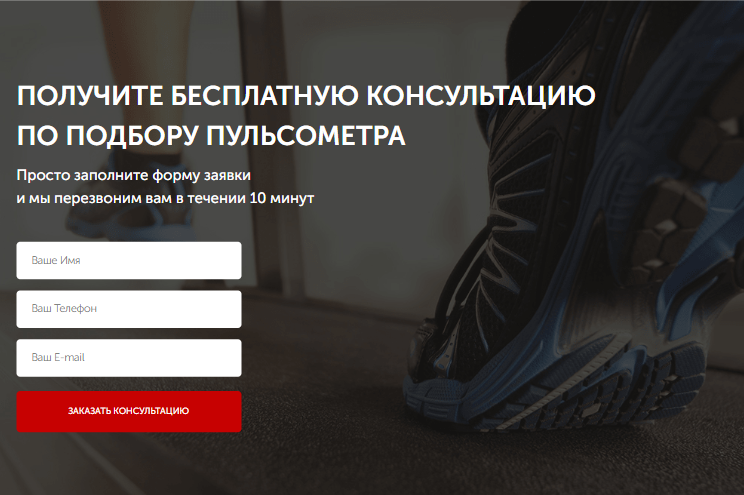 ПОЛУЧИТЕ БЕСПЛАТНУЮ КОНСУЛЬТАЦИЮ
ПО ПОДБОРУ ПУЛЬСОМЕТРА
Просто заполните форму заявки
и мы перезвоним вам в течении 10 минут
Ваше Имя
Ваш Телефон
Ваш E-mail
ЗАКАЗАТЬ КОНСУЛЬТАЦИЮ